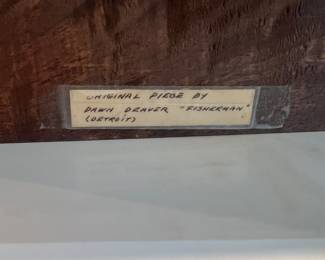 ORIGINAL PIECE BY
DAWN DEAVER "FISHERMAN"
(DETROIT)